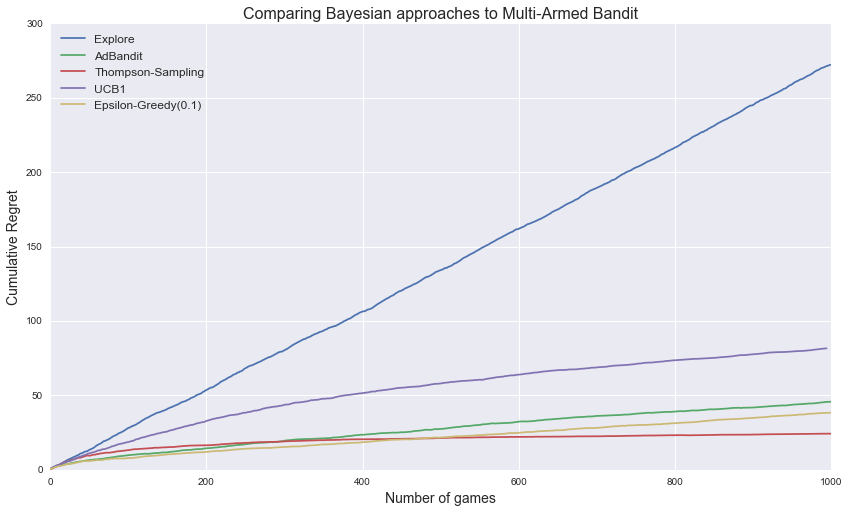 Comparing Bayesian approaches to Multi-Armed Bandit
300
250
200
150
100
50
0
Cumulative Regret
Explore
AdBandit
Thompson-Sampling
UCB1
Epsilon-Greedy(0.1)
0 200 400 600 800 1000
Number of games